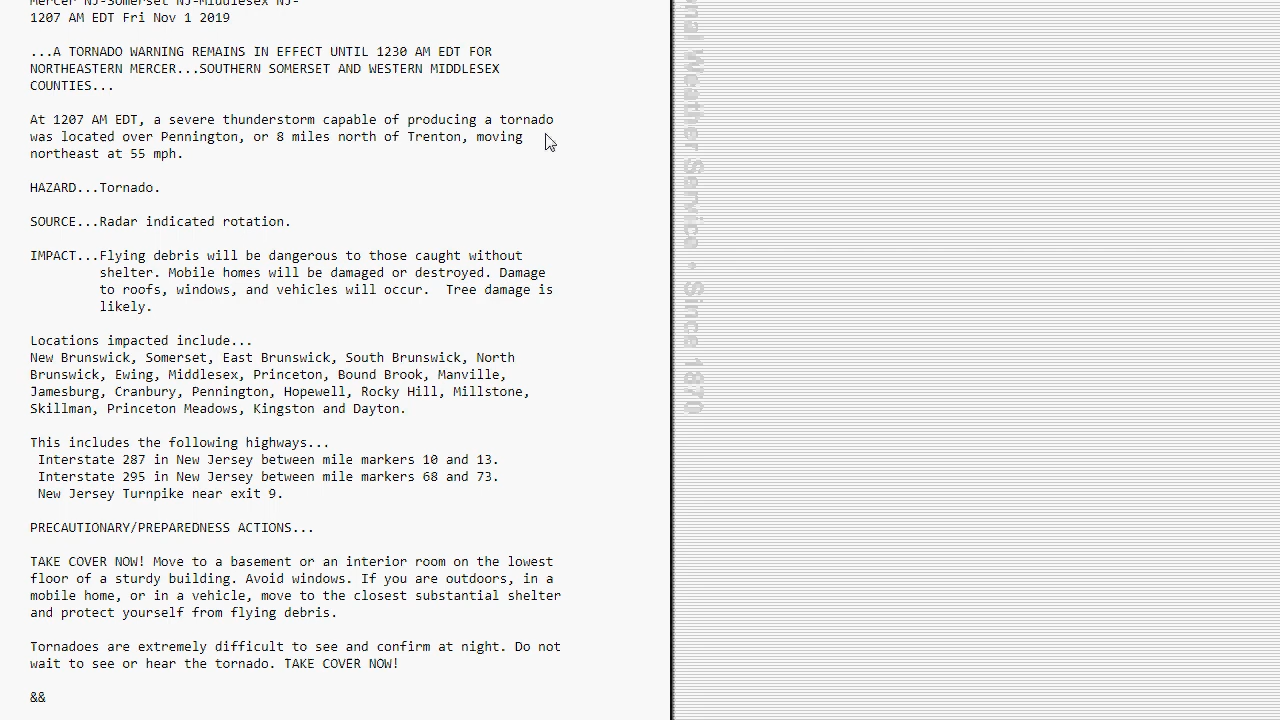 Mercer NJ-Somerset NJ-Middlesex NJ-
1207 AM EDT Fri Nov 1 2019
...A TORNADO WARNING REMAINS IN EFFECT UNTIL 1230 AM EDT FOR
NORTHEASTERN MERCER...SOUTHERN SOMERSET AND WESTERN MIDDLESEX
COUNTIES...
At 1207 AM EDT, a severe thunderstorm capable of producing a tornado
was located over Pennington, or 8 miles north of Trenton, moving
northeast at 55 mph.
HAZARD...Tornado.
SOURCE...Radar indicated rotation.
IMPACT...Flying debris will be dangerous to those caught without
shelter. Mobile homes will be damaged or destroyed. Damage
to roofs, windows, and vehicles will occur.  Tree damage is
likely.
Locations impacted include...
New Brunswick, Somerset, East Brunswick, South Brunswick, North
Brunswick, Ewing, Middlesex, Princeton, Bound Brook, Manville,
Jamesburg, Cranbury, Pennington, Hopewell, Rocky Hill, Millstone,
Skillman, Princeton Meadows, Kingston and Dayton.
This includes the following highways...
Interstate 287 in New Jersey between mile markers 10 and 13.
Interstate 295 in New Jersey between mile markers 68 and 73.
New Jersey Turnpike near exit 9.
PRECAUTIONARY/PREPAREDNESS ACTIONS...
TAKE COVER NOW! Move to a basement or an interior room on the lowest
floor of a sturdy building. Avoid windows. If you are outdoors, in a
mobile home, or in a vehicle, move to the closest substantial shelter
and protect yourself from flying debris.
Tornadoes are extremely difficult to see and confirm at night. Do not
wait to see or hear the tornado. TAKE COVER NOW!
&&